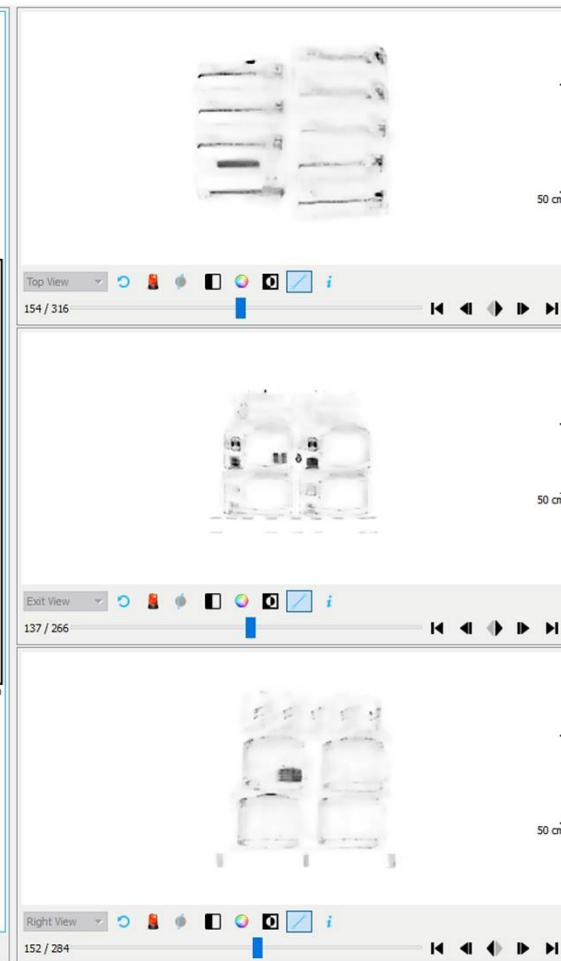 50 cm
Top View
i
154 / 316
50 cm
Exit View
i
137 / 266
50 cm
Right View
i
152 / 284